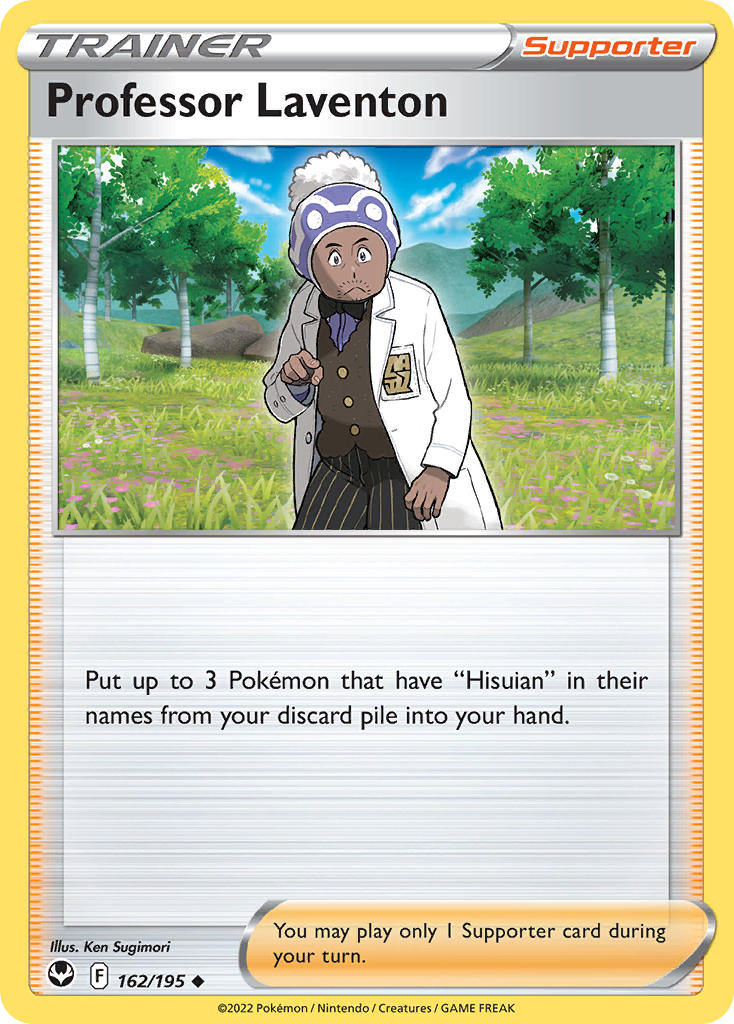 TRAINER
Supporter
Professor Laventon
Put up to 3 Pokémon that have “Hisuian” in their
names from your discard pile into your hand.
You may play only 1 Supporter card during
your turn.
Illus. Ken Sugimori
F
162/195
©2022 Pokémon / Nintendo / Creatures / GAME FREAK